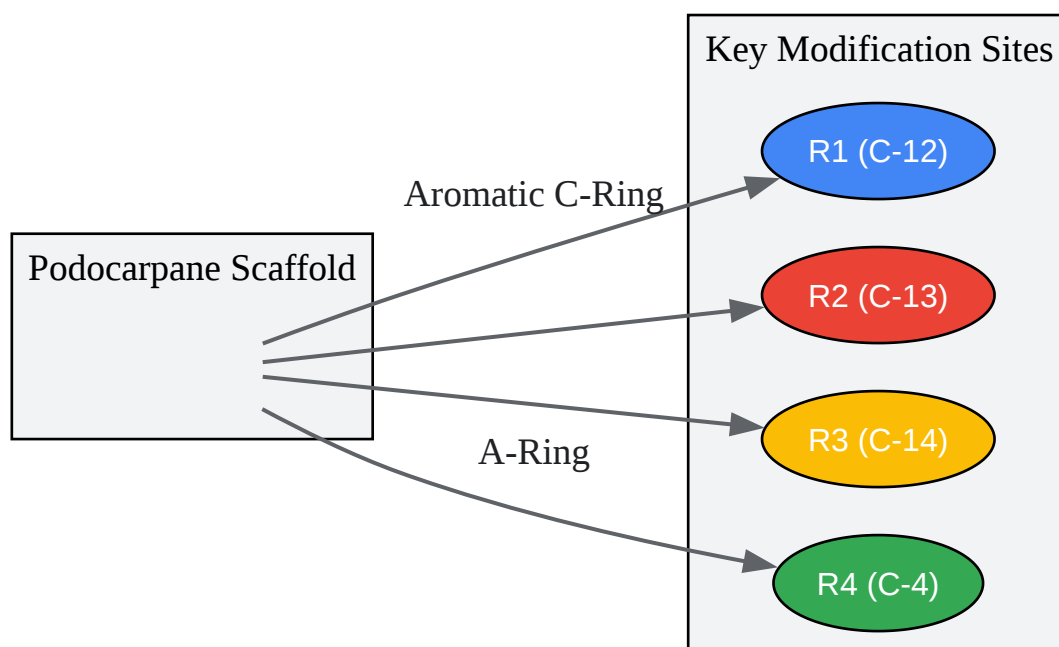 Key Modification Sites
R1 (C-12)
Aromatic C-Ring
Podocarpane Scaffold
R2 (C-13)
R3 (C-14)
A-Ring
R4 (C-4)